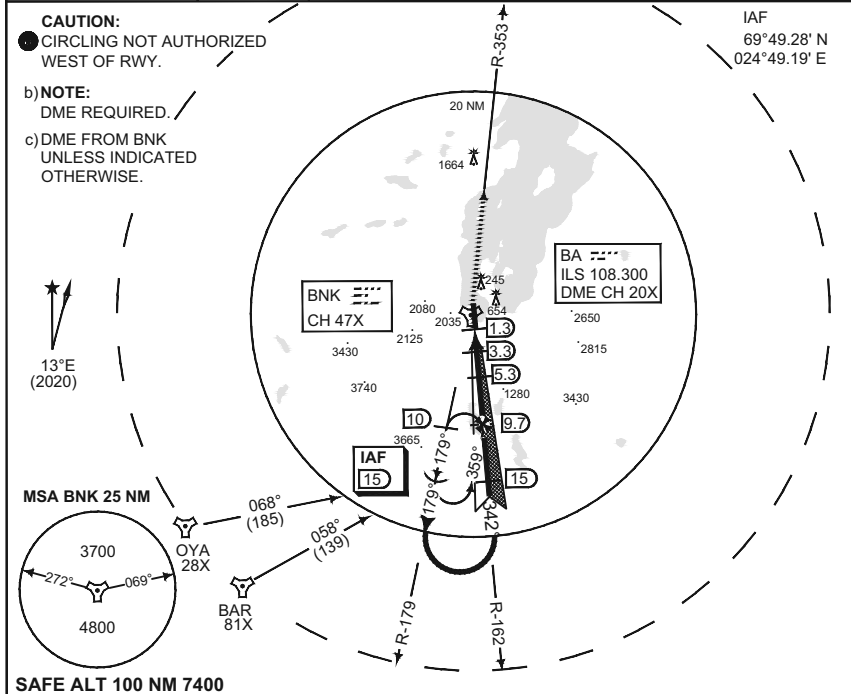 CAUTION:
CIRCLING NOT AUTHORIZED
WEST OF RWY.
b) NOTE:
DME REQUIRED.
c) DME FROM BNK
UNLESS INDICATED
OTHERWISE.
IAF
69°49.28' N
024°49.19' E
R-353
20 NM
1664
BNK
CH 47X
BA
ILS 108.300
DME CH 20X
245
654
2080
2035
2125
3430
3740
2650
2815
1.3
3.3
5.3
1280
3430
10
9.7
3665
IAF
15
15
179°
179°
359°
342°
13°E
(2020)
MSA BNK 25 NM
3700
272°
069°
4800
068°
(185)
OYA
28X
058°
(139)
BAR
81X
R-179
R-162
SAFE ALT 100 NM 7400